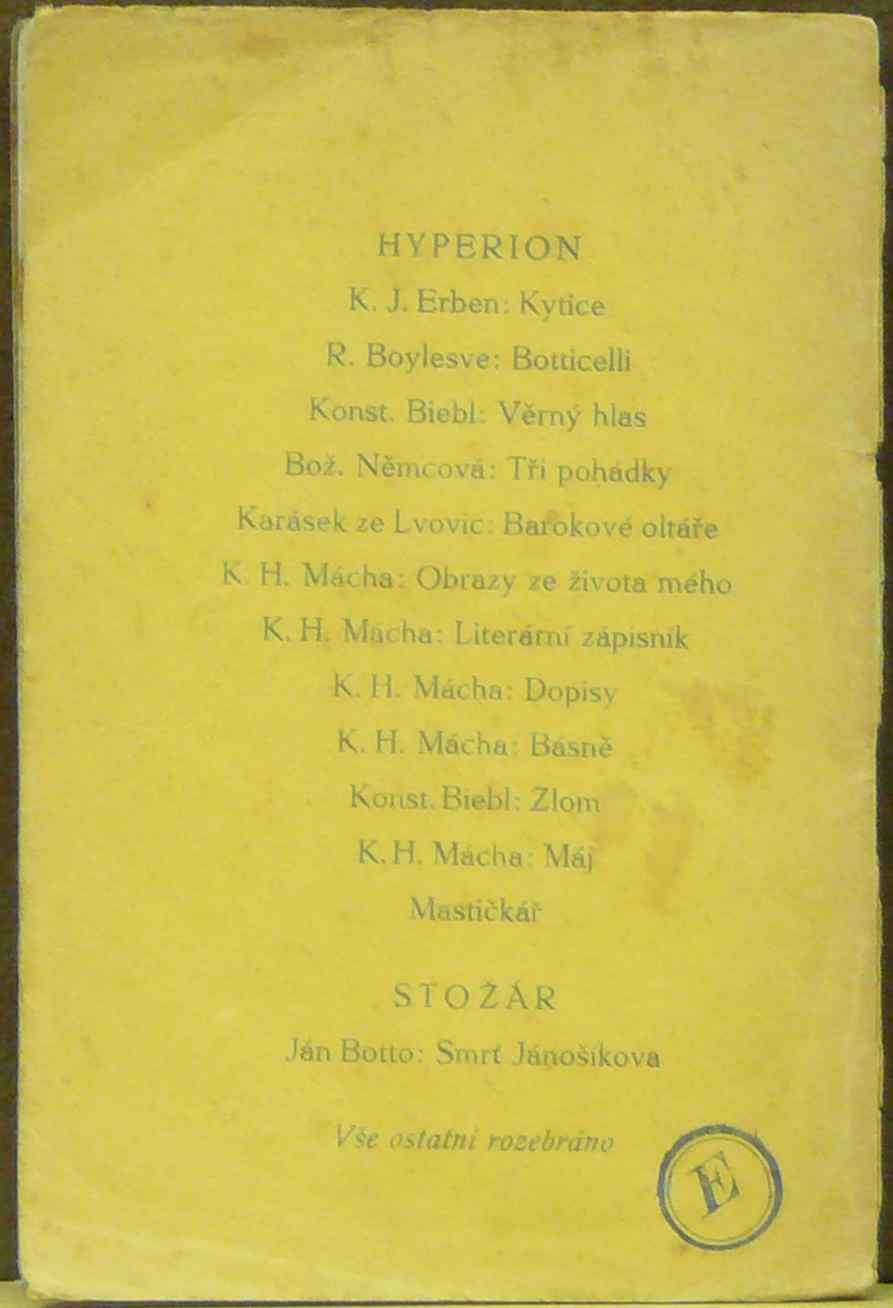 HYPERION
K. J. Erben: Kytice
R. Boylesve: Botticelli
Konst. Biebl: Věrný hlas
Bož. Němcová: Tři pohádky
Karásek ze Lvovic: Barokové oltáře
K. H. Mácha: Obrazy ze života mého
K. H. Mácha: Literární zápisník
K. H. Mácha: Dopisy
K. H. Mácha: Básně
Konst. Biebl: Zlom
K. H. Mácha: Máj
Mastičkář
STOŽÁR
Ján Botto: Smrť Jánošíkova
Vše ostatní rozebráno
E